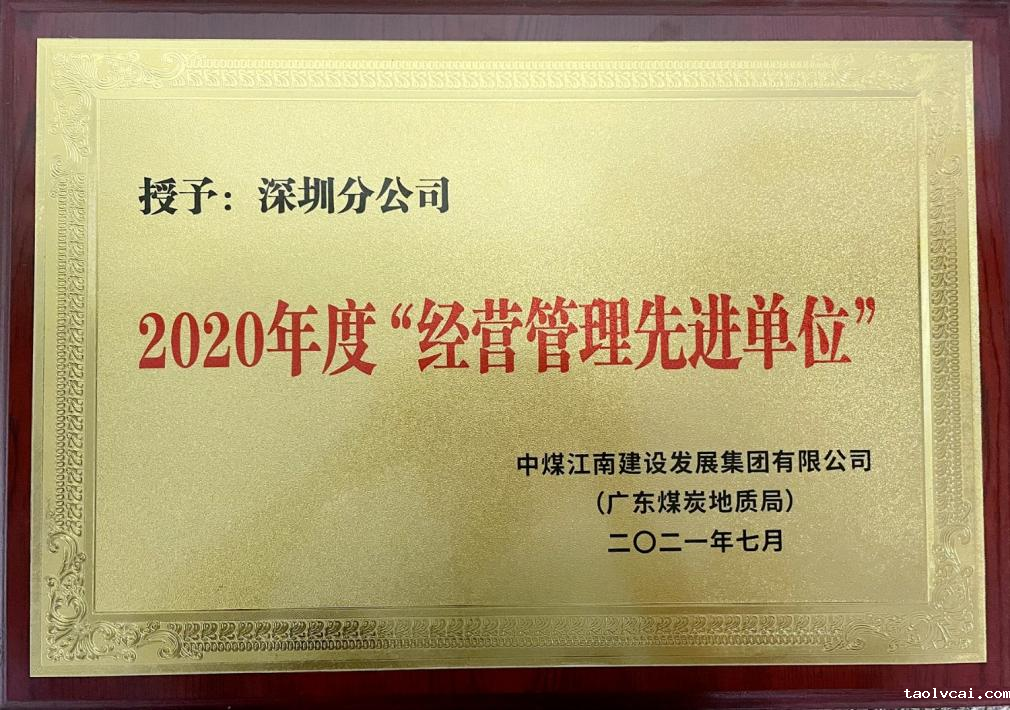 授予：深圳分公司
2020年度“经营管理先进单位”
中煤江南建设发展集团有限公司
（广东煤炭地质局）
二〇二一年七月
taolvcai.com